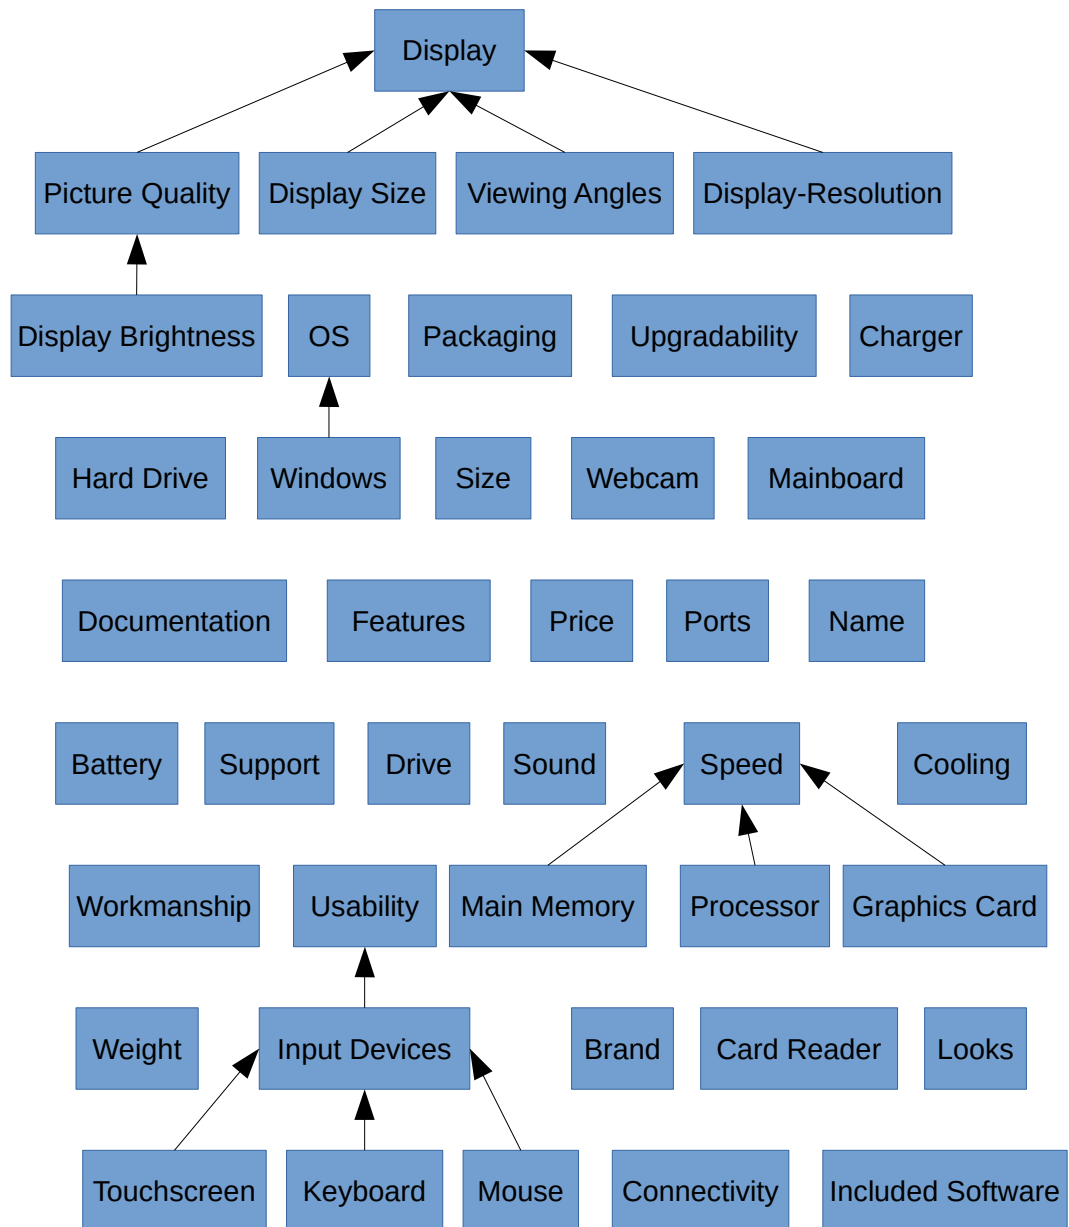 Display
Picture Quality
Display Size
Viewing Angles
Display-Resolution
Display Brightness
OS
Packaging
Upgradability
Charger
Hard Drive
Windows
Size
Webcam
Mainboard
Documentation
Features
Price
Ports
Name
Battery
Support
Drive
Sound
Speed
Cooling
Workmanship
Usability
Main Memory
Processor
Graphics Card
Weight
Input Devices
Brand
Card Reader
Looks
Touchscreen
Keyboard
Mouse
Connectivity
Included Software